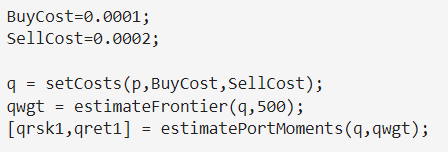 BuyCost=0.0001;
SellCost=0.0002;
q = setCosts(p,BuyCost,SellCost);
qwgt = estimateFrontier(q,500);
[qrsk1,qret1] = estimatePortMoments(q,qwgt);